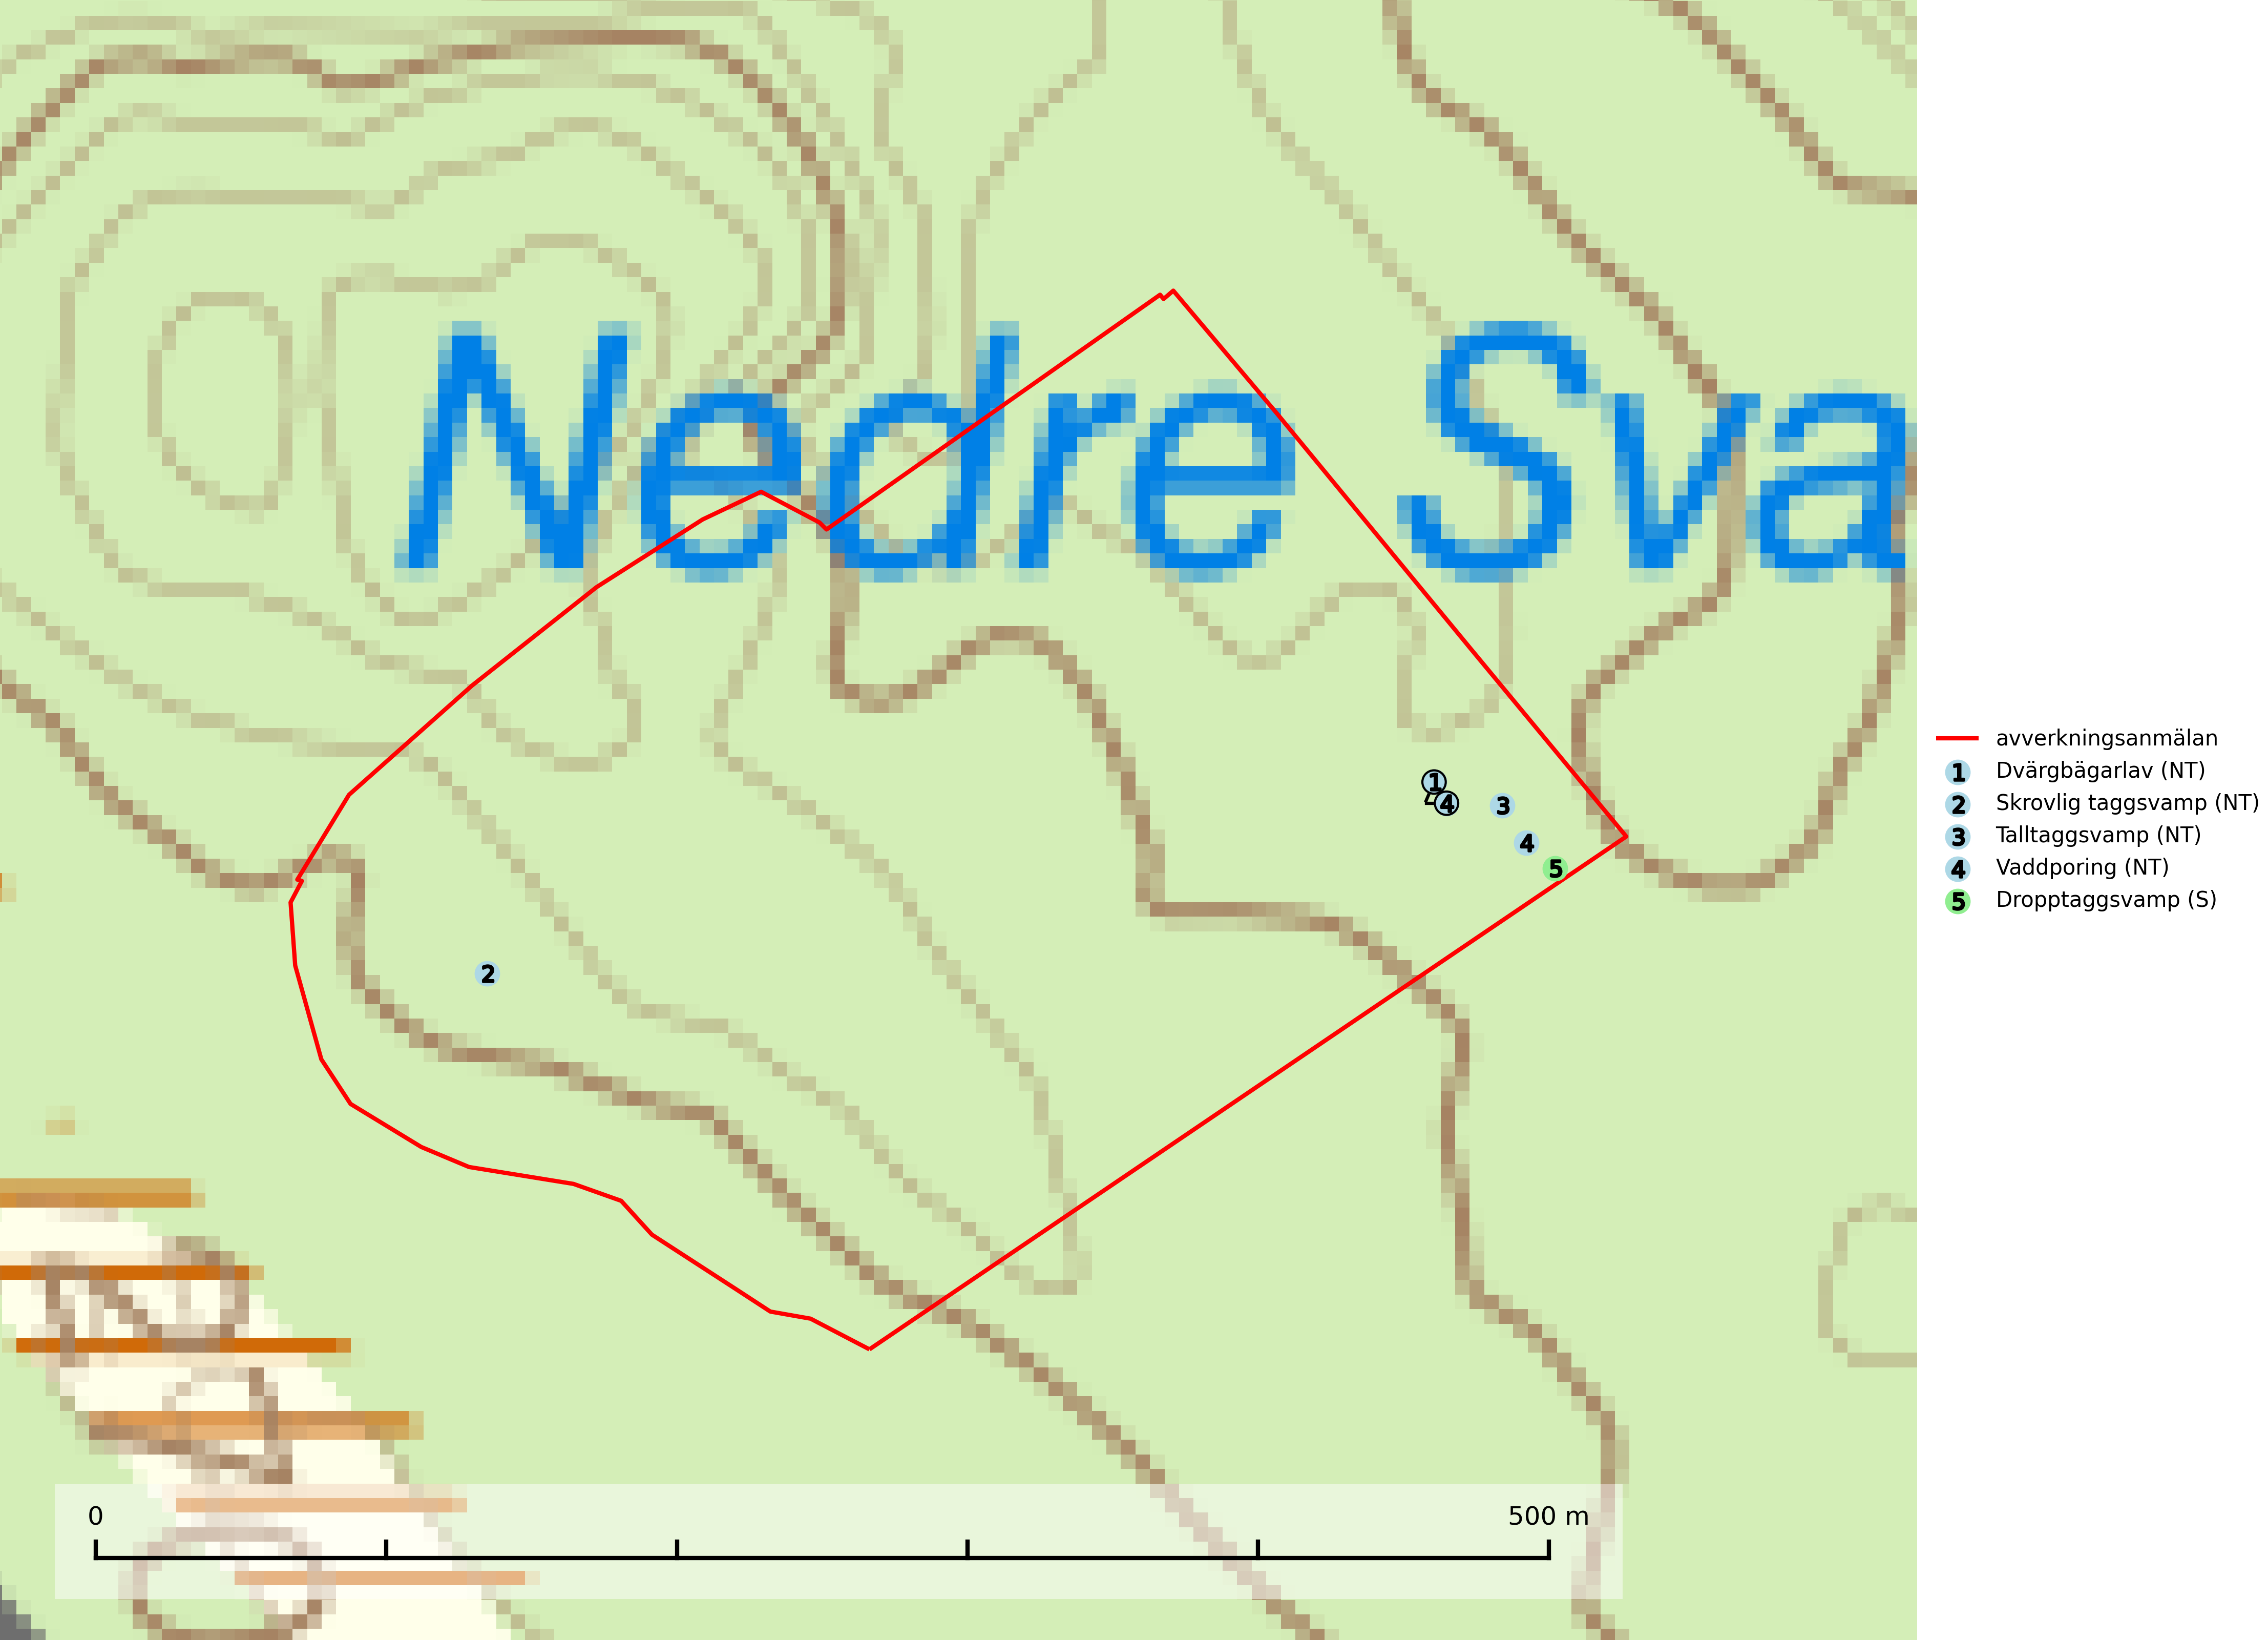 Nedre Sva
1
4
3
4
5
2
avverkningsanmälan
1 Dvärgbägarlav (NT)
2 Skrovlig taggsvamp (NT)
3 Talltaggsvamp (NT)
4 Vaddporing (NT)
5 Dropptaggsvamp (S)
0 500 m